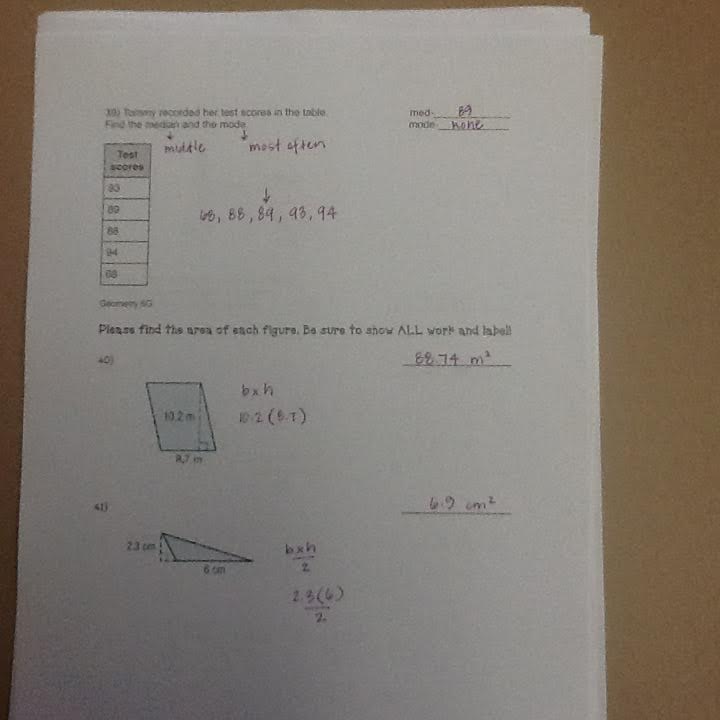 39) Tammy recorded her test scores in the table.
Find the median and the mode.
med- 89
mode- none
middle
most often
Test
scores
93
89
88
94
68
68, 88, 89, 93, 94
Geometry 6G
Please find the area of each figure. Be sure to show ALL work and label!
40)
88.74 m²
10.2 m
8.7 m
b x h
10.2 (8.7)
41)
6.9 cm²
2.3 cm
6 cm
b x h
2
2.3(6)
2